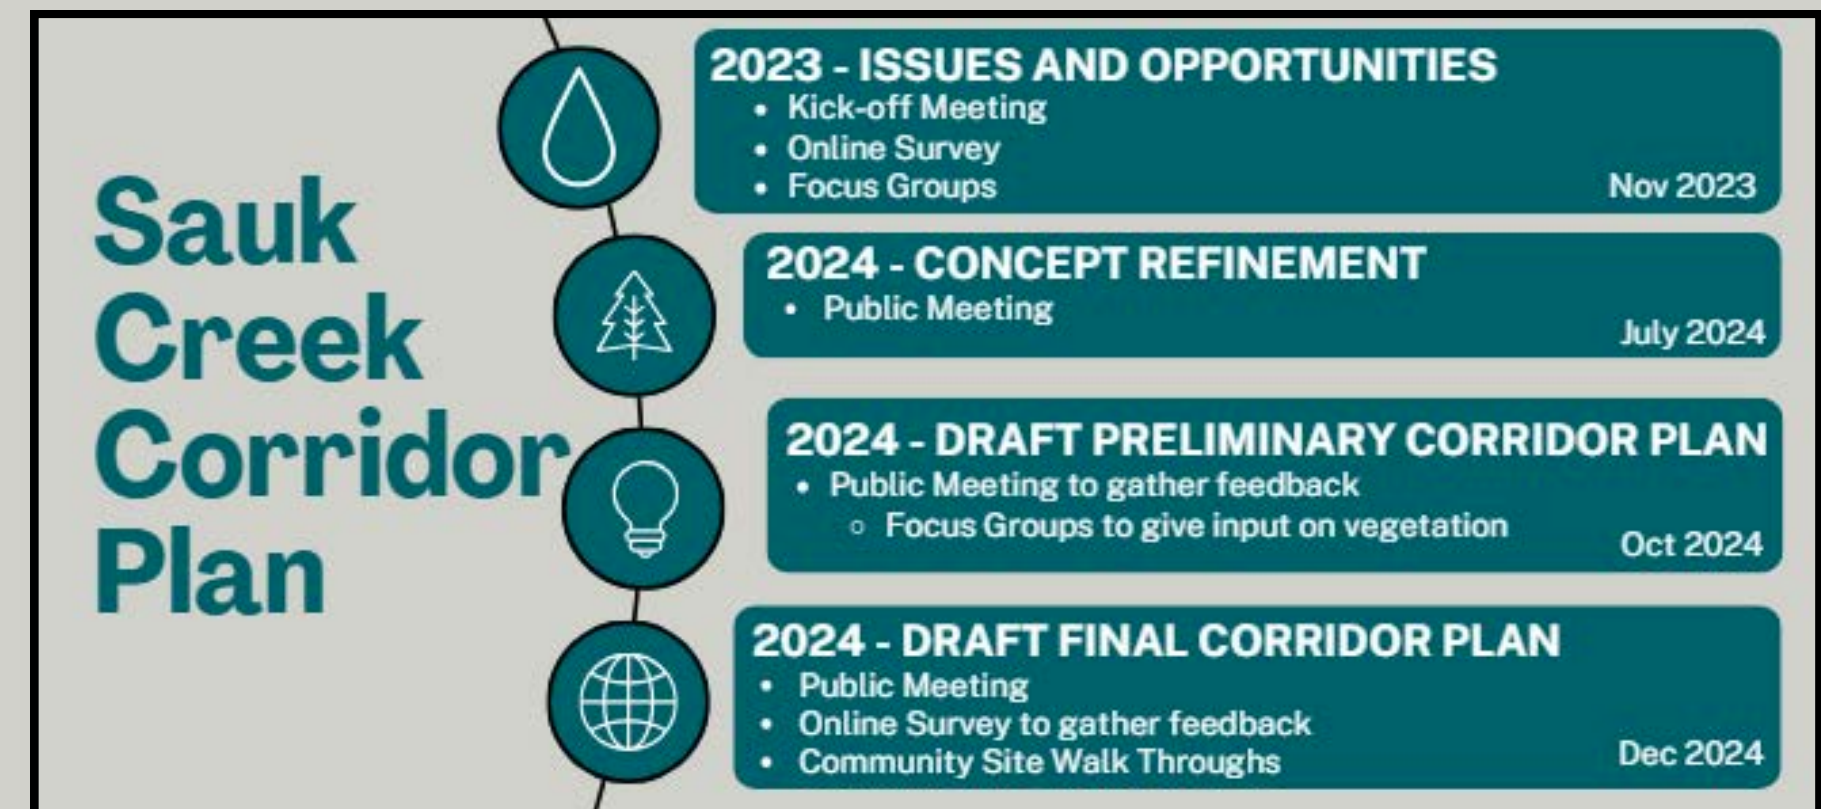 Sauk
Creek
Corridor
Plan
2023 - ISSUES AND OPPORTUNITIES
• Kick-off Meeting
• Online Survey
• Focus Groups
Nov 2023
2024 - CONCEPT REFINEMENT
• Public Meeting
July 2024
2024 - DRAFT PRELIMINARY CORRIDOR PLAN
• Public Meeting to gather feedback
○ Focus Groups to give input on vegetation
Oct 2024
2024 - DRAFT FINAL CORRIDOR PLAN
• Public Meeting
• Online Survey to gather feedback
• Community Site Walk Throughs
Dec 2024